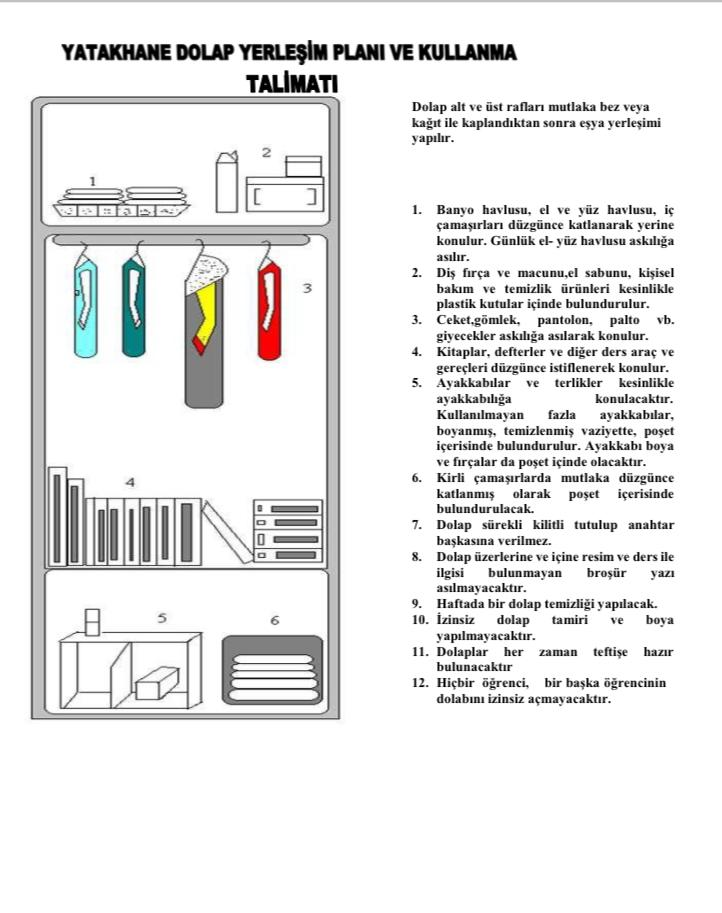 YATAKHANE DOLAP YERLEŞİM PLANI VE KULLANMA
TALİMATI
Dolap alt ve üst rafları mutlaka bez veya
kağıt ile kaplandıktan sonra eşya yerleşimi
yapılır.
1
2
3
4
5
6
1. Banyo havlusu, el ve yüz havlusu, iç
çamaşırları düzgünce katlanarak yerine
konulur. Günlük el- yüz havlusu askılığa
asılır.
2. Diş fırça ve macunu,el sabunu, kişisel
bakım ve temizlik ürünleri kesinlikle
plastik kutular içinde bulundurulur.
3. Ceket,gömlek, pantolon, palto vb.
giyecekler askılığa asılarak konulur.
4. Kitaplar, defterler ve diğer ders araç ve
gereçleri düzgünce istiflenerek konulur.
5. Ayakkabılar ve terlikler kesinlikle
ayakkabılığa konulacaktır.
Kullanılmayan fazla ayakkabılar,
boyanmış, temizlenmiş vaziyette, poşet
içerisinde bulundurulur. Ayakkabı boya
ve fırçalar da poşet içinde olacaktır.
6. Kirli çamaşırlarda mutlaka düzgünce
katlanmış olarak poşet içerisinde
bulundurulacak.
7. Dolap sürekli kilitli tutulup anahtar
başkasına verilmez.
8. Dolap üzerlerine ve içine resim ve ders ile
ilgisi bulunmayan broşür yazı
asılmayacaktır.
9. Haftada bir dolap temizliği yapılacak.
10. İzinsiz dolap tamiri ve boya
yapılmayacaktır.
11. Dolaplar her zaman teftişe hazır
bulunacaktır
12. Hiçbir öğrenci, bir başka öğrencinin
dolabını izinsiz açmayacaktır.